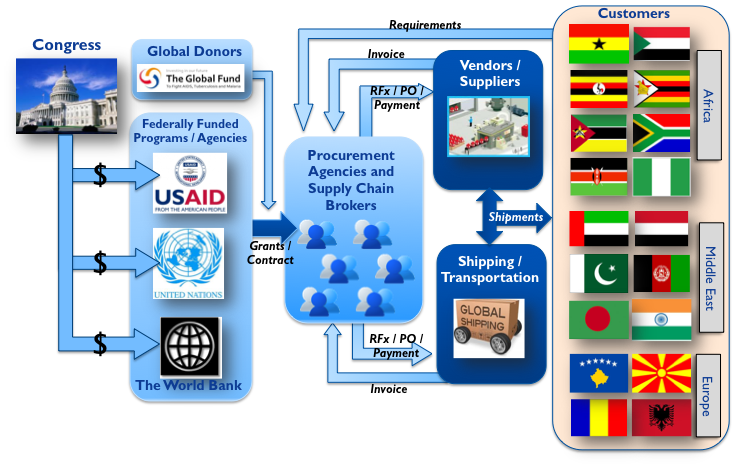 Congress
$
$
$
Global Donors
The Global Fund
To Fight AIDS, Tuberculosis and Malaria
Federally Funded
Programs / Agencies
USAID
FROM THE AMERICAN PEOPLE
UNITED NATIONS
The World Bank
Grants /
Contract
Requirements
Invoice
RFx / PO /
Payment
Procurement
Agencies and
Supply Chain
Brokers
RFx / PO /
Payment
Invoice
Vendors /
Suppliers
Shipments
Shipping /
Transportation
GLOBAL
SHIPPING
Customers
Africa
Middle East
Europe